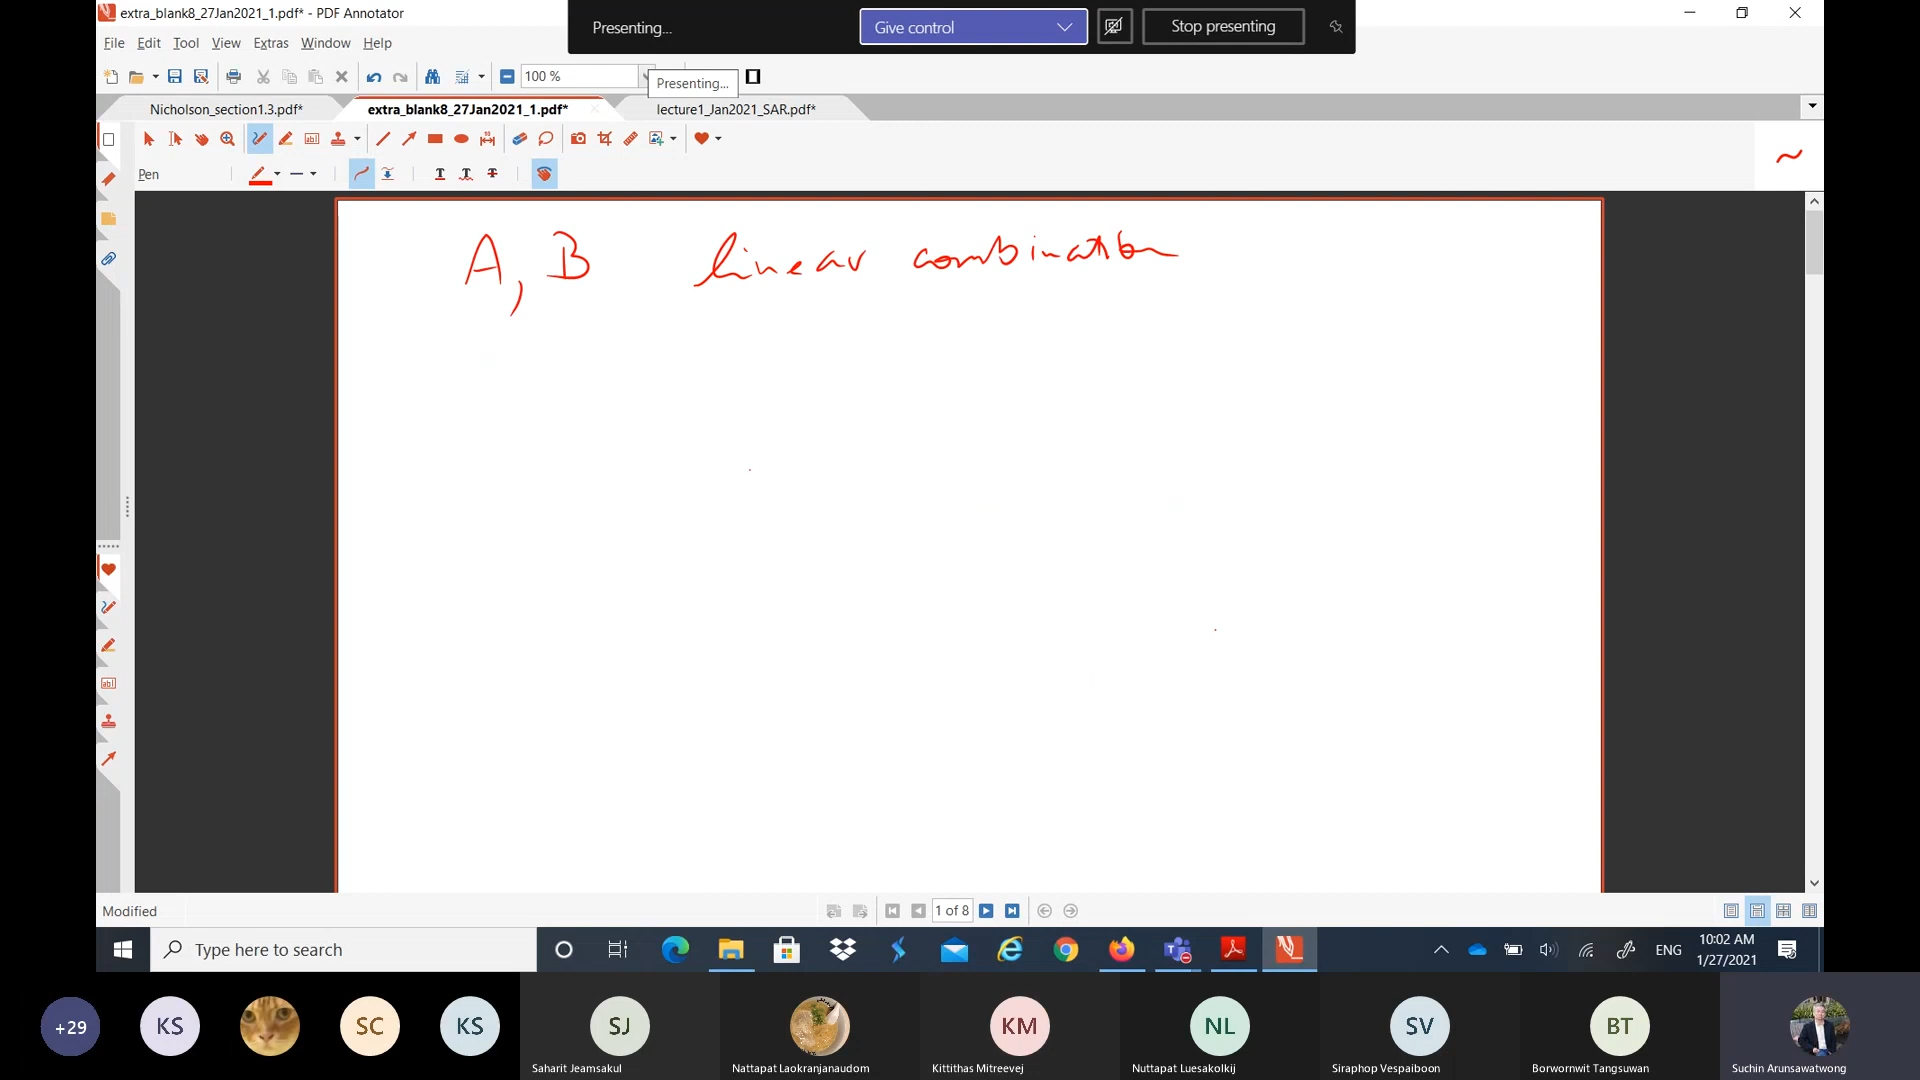 extra_blank8_27Jan2021_1.pdf* - PDF Annotator
Presenting...
Give control
Stop presenting
File Edit Tool View Extras Window Help
100 %
Presenting...
Nicholson_section1.3.pdf*
extra_blank8_27Jan2021_1.pdf*
lecture1_Jan2021_SAR.pdf*
Pen
A, B linear combination
Modified
1 of 8
Type here to search
ENG
10:02 AM
1/27/2021
+29
KS
SC
KS
SJ
KM
NL
SV
BT
Saharit Jeamsakul
Nattapat Laokranjanaudom
Kittithas Mitreevej
Nuttapat Luesakolkij
Siraphop Vespaiboon
Borwornwit Tangsuwan
Suchin Arunsawatwong